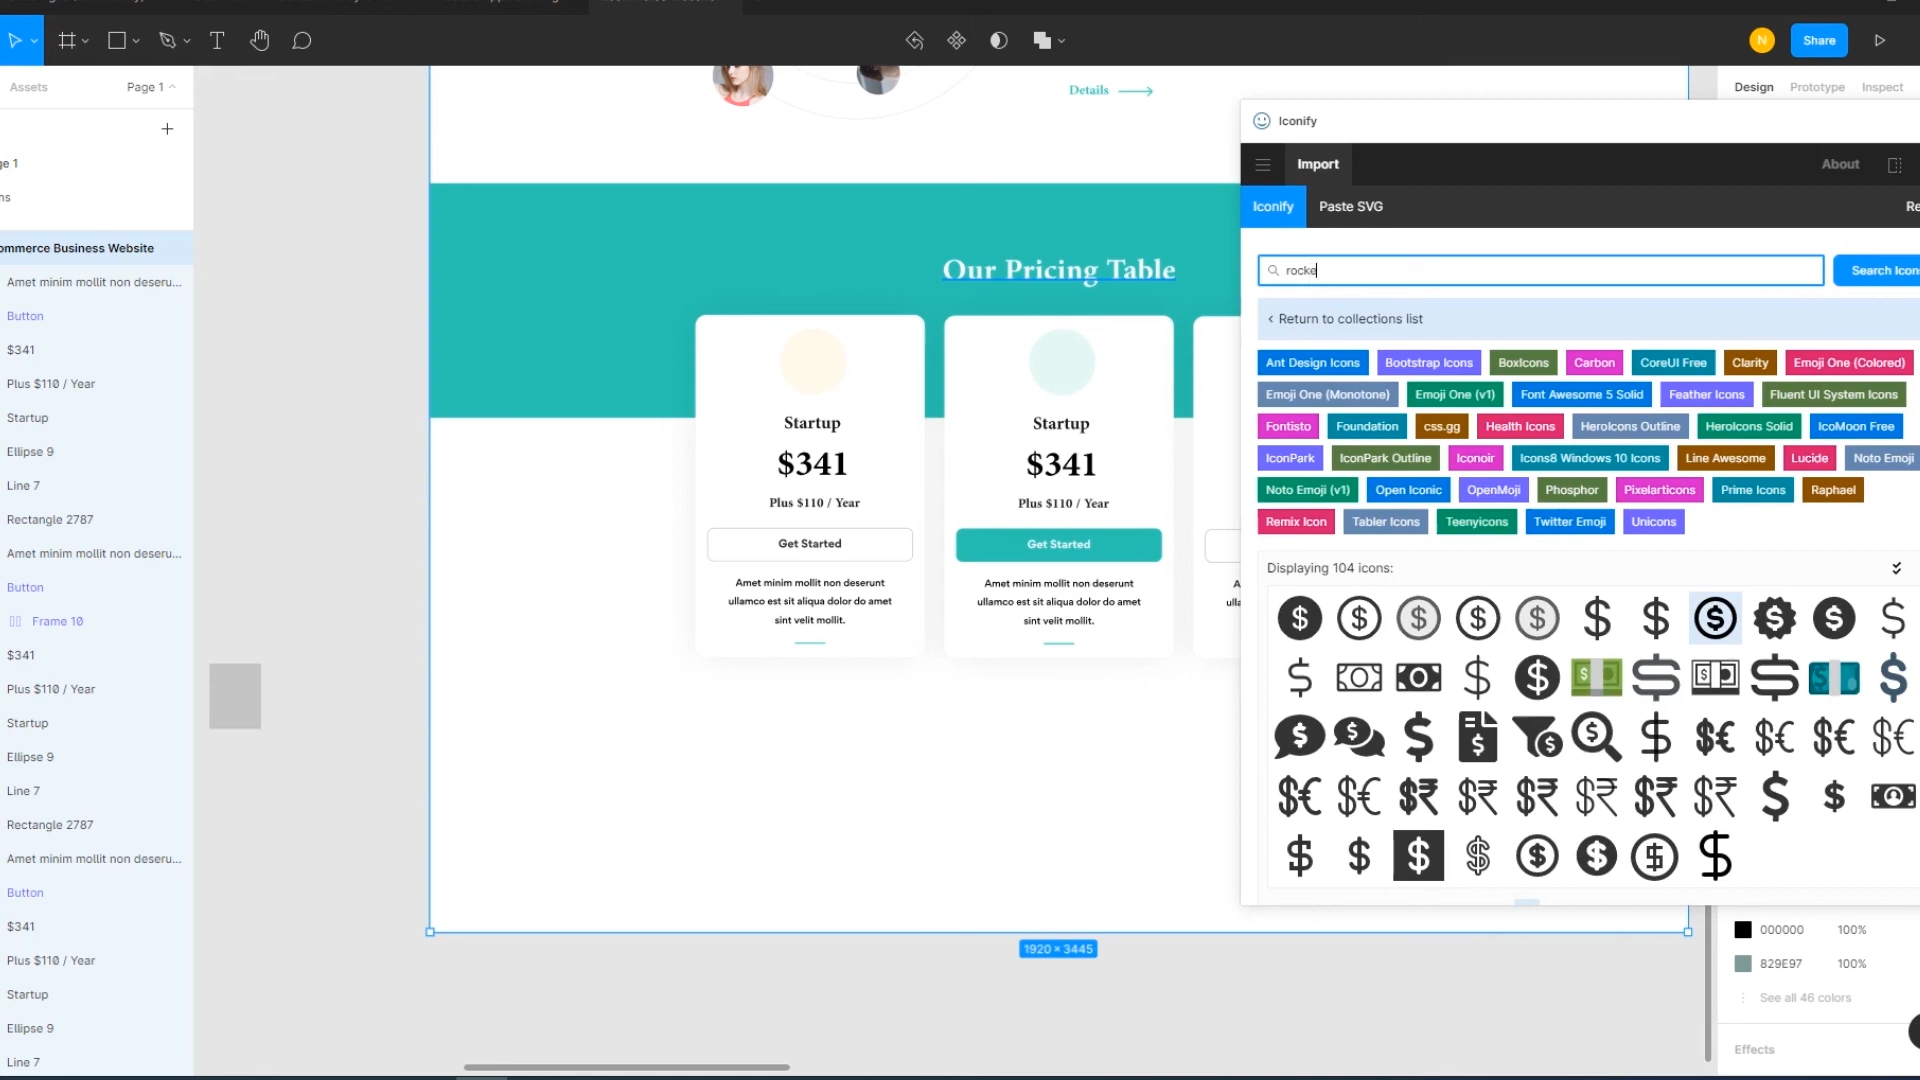 N
Share
Assets
Page 1
Design
Prototype
Inspect
ge 1
ns
ommerce Business Website
Amet minim mollit non deseru...
Button
$341
Plus $110 / Year
Startup
Ellipse 9
Line 7
Rectangle 2787
Amet minim mollit non deseru...
Button
Frame 10
$341
Plus $110 / Year
Startup
Ellipse 9
Line 7
Rectangle 2787
Amet minim mollit non deseru...
Button
$341
Plus $110 / Year
Startup
Ellipse 9
Line 7
Details
Our Pricing Table
Startup
$341
Plus $110 / Year
Get Started
Amet minim mollit non deserunt
ullamco est sit aliqua dolor do amet
sint velit mollit.
Startup
$341
Plus $110 / Year
Get Started
Amet minim mollit non deserunt
ullamco est sit aliqua dolor do amet
sint velit mollit.
A
ulla
1920 × 3445
Iconify
Import
About
Iconify
Paste SVG
Re
rocke
Search Icons
< Return to collections list
Ant Design Icons Bootstrap Icons BoxIcons Carbon CoreUI Free Clarity Emoji One (Colored)
Emoji One (Monotone) Emoji One (v1) Font Awesome 5 Solid Feather Icons Fluent UI System Icons
Fontisto Foundation css.gg Health Icons HeroIcons Outline HeroIcons Solid IcoMoon Free
IconPark IconPark Outline Iconoir Icons8 Windows 10 Icons Line Awesome Lucide Noto Emoji
Noto Emoji (v1) Open Iconic OpenMoji Phosphor Pixelarticons Prime Icons Raphael
Remix Icon Tabler Icons Teenyicons Twitter Emoji Unicons
Displaying 104 icons:
000000 100%
829E97 100%
See all 46 colors
Effects